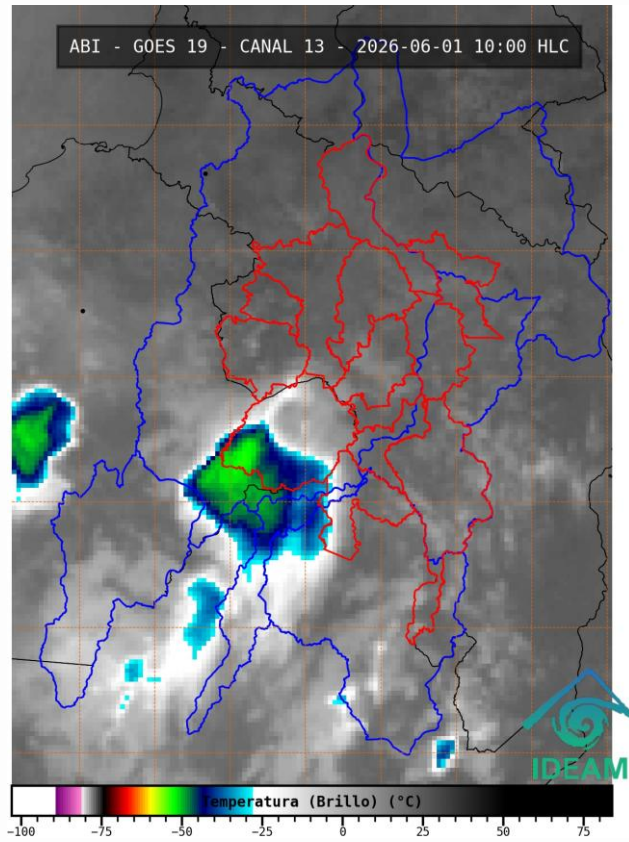 ABI - GOES 19 - CANAL 13 - 2026-06-01 10:00 HLC
IDEAM
Temperatura (Brillo) (°C)
−100 −75 −50 −25 0 25 50 75